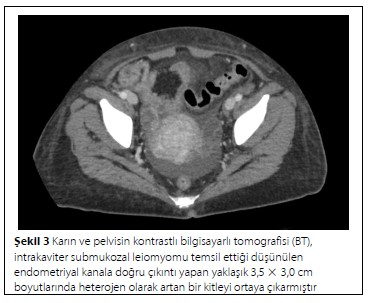 Şekil 3 Karın ve pelvisin kontrastlı bilgisayarlı tomografisi (BT),
intrakaviter submukozal leiomyomu temsil ettiği düşünülen
endometriyal kanala doğru çıkıntı yapan yaklaşık 3,5 × 3,0 cm
boyutlarında heterojen olarak artan bir kitleyi ortaya çıkarmıştır